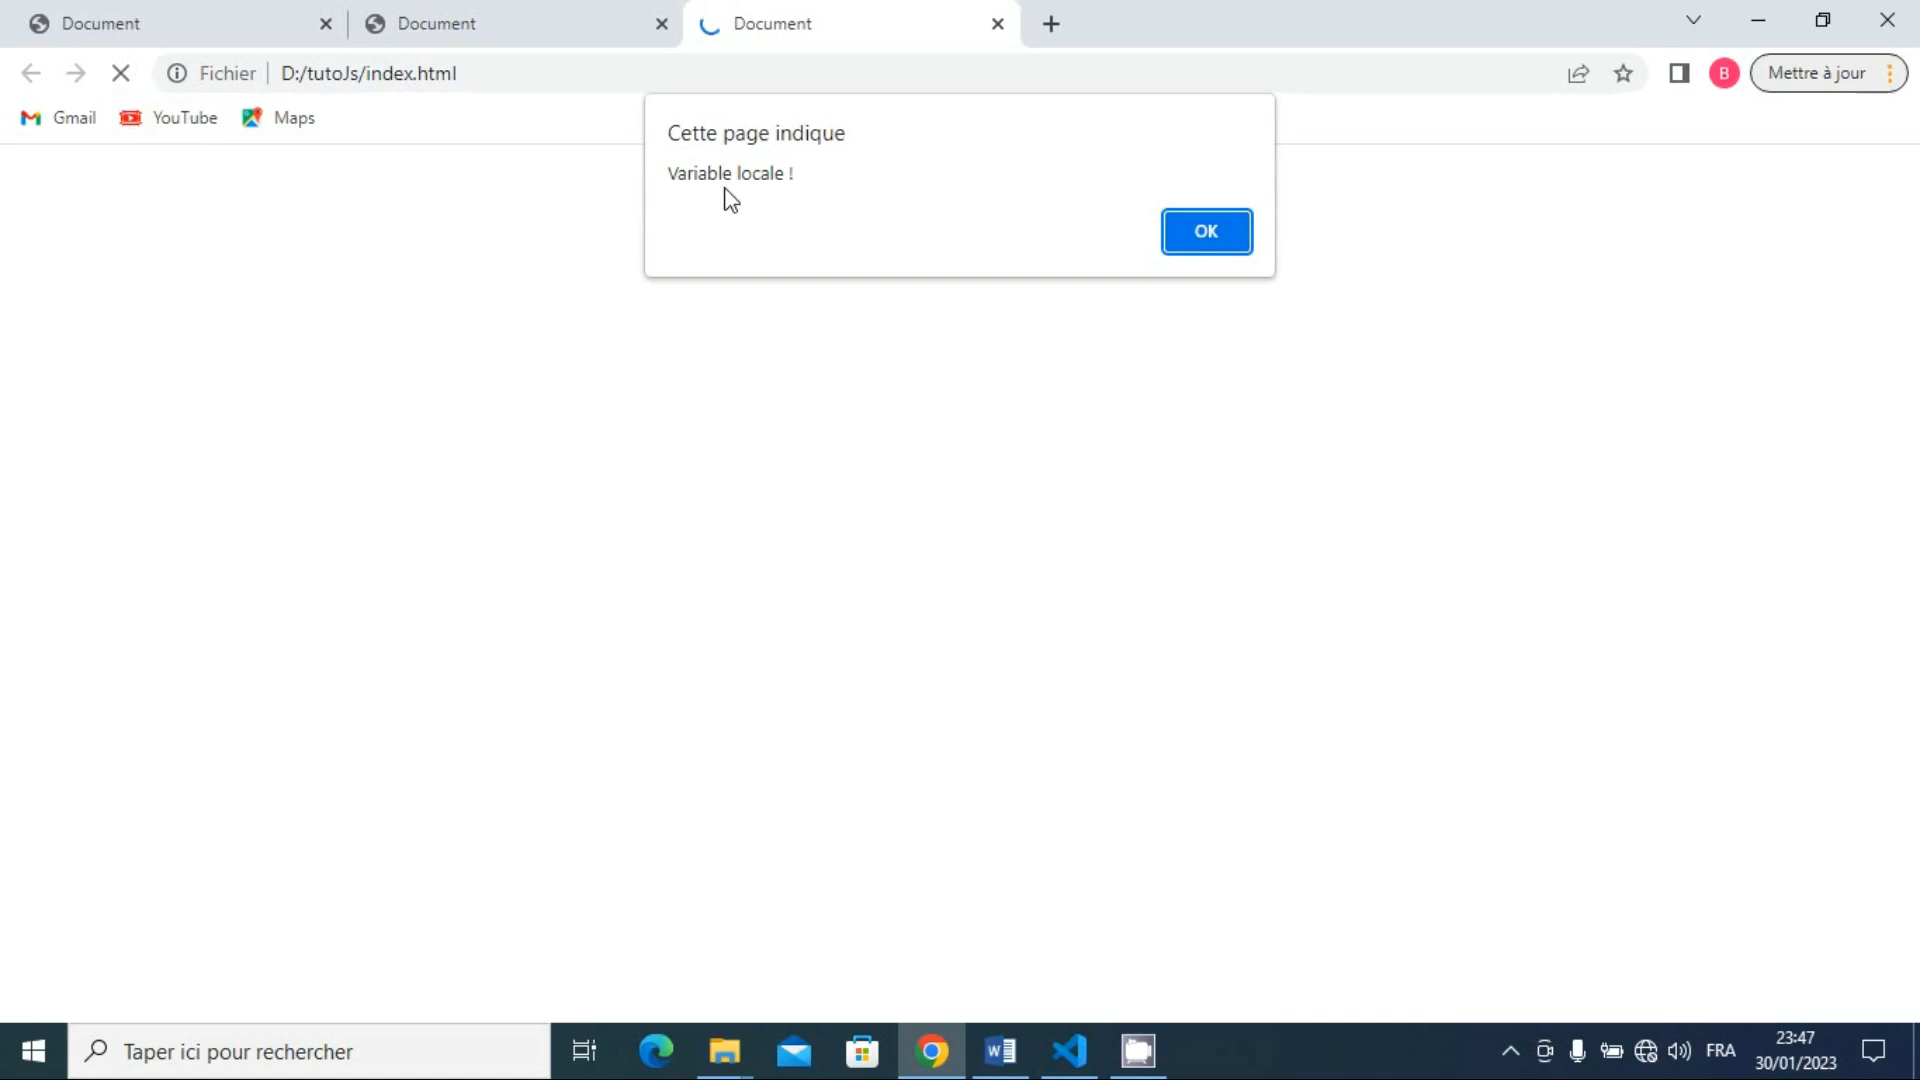 Document
Document
Document
Fichier D:/tutoJs/index.html
B
Mettre à jour
Gmail
YouTube
Maps
Cette page indique
Variable locale !
OK
Taper ici pour rechercher
FRA
23:47
30/01/2023